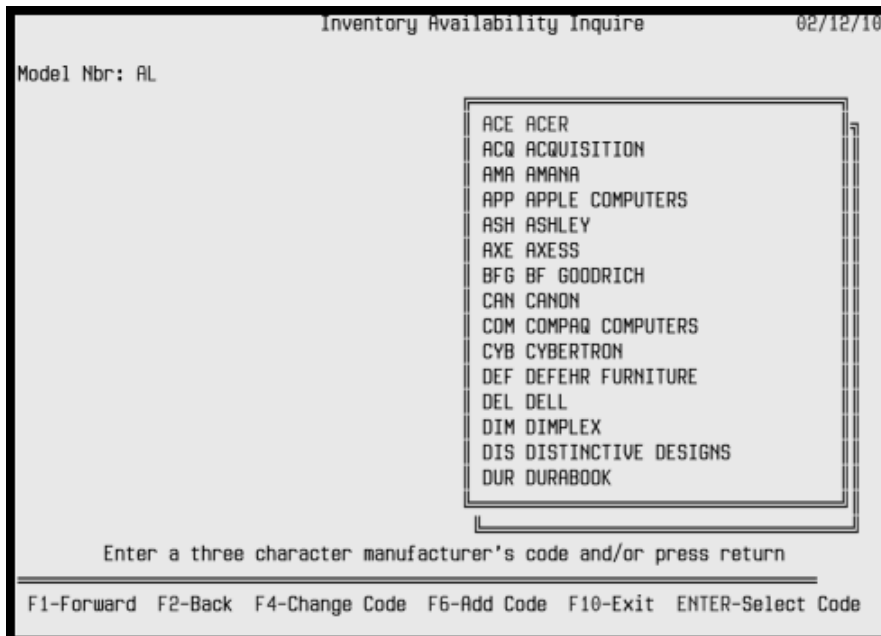 Inventory Availability Inquire 02/12/10
Model Nbr: AL
ACE ACER
ACQ ACQUISITION
AMA AMANA
APP APPLE COMPUTERS
ASH ASHLEY
AXE AXESS
BFG BF GOODRICH
CAN CANON
COM COMPAQ COMPUTERS
CYB CYBERTRON
DEF DEFEHR FURNITURE
DEL DELL
DIM DIMPLEX
DIS DISTINCTIVE DESIGNS
DUR DURABOOK
Enter a three character manufacturer's code and/or press return
F1-Forward F2-Back F4-Change Code F6-Add Code F10-Exit ENTER-Select Code